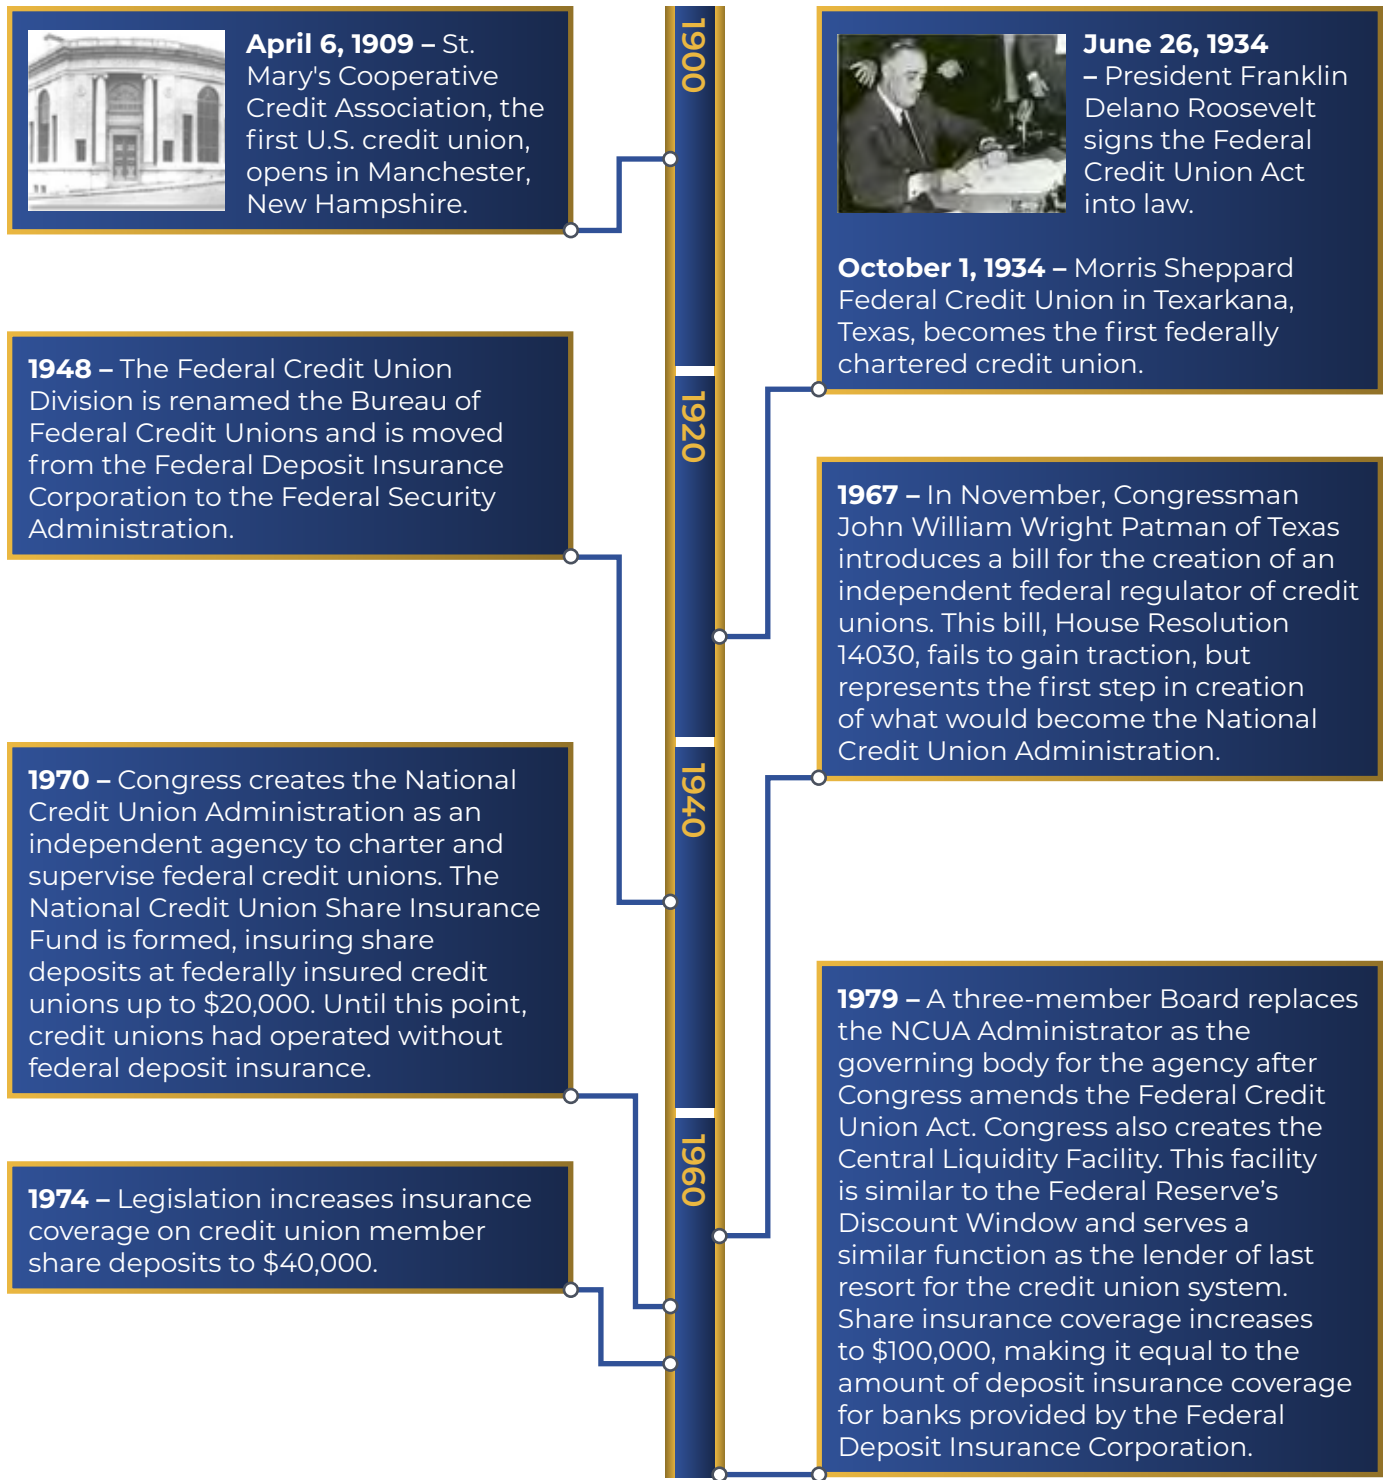 April 6, 1909 – St.
Mary's Cooperative
Credit Association, the
first U.S. credit union,
opens in Manchester,
New Hampshire.
1900
June 26, 1934
– President Franklin
Delano Roosevelt
signs the Federal
Credit Union Act
into law.
October 1, 1934 – Morris Sheppard
Federal Credit Union in Texarkana,
Texas, becomes the first federally
chartered credit union.
1948 – The Federal Credit Union
Division is renamed the Bureau of
Federal Credit Unions and is moved
from the Federal Deposit Insurance
Corporation to the Federal Security
Administration.
1920
1967 – In November, Congressman
John William Wright Patman of Texas
introduces a bill for the creation of an
independent federal regulator of credit
unions. This bill, House Resolution
14030, fails to gain traction, but
represents the first step in creation
of what would become the National
Credit Union Administration.
1940
1970 – Congress creates the National
Credit Union Administration as an
independent agency to charter and
supervise federal credit unions. The
National Credit Union Share Insurance
Fund is formed, insuring share
deposits at federally insured credit
unions up to $20,000. Until this point,
credit unions had operated without
federal deposit insurance.
1960
1974 – Legislation increases insurance
coverage on credit union member
share deposits to $40,000.
1979 – A three-member Board replaces
the NCUA Administrator as the
governing body for the agency after
Congress amends the Federal Credit
Union Act. Congress also creates the
Central Liquidity Facility. This facility
is similar to the Federal Reserve’s
Discount Window and serves a
similar function as the lender of last
resort for the credit union system.
Share insurance coverage increases
to $100,000, making it equal to the
amount of deposit insurance coverage
for banks provided by the Federal
Deposit Insurance Corporation.